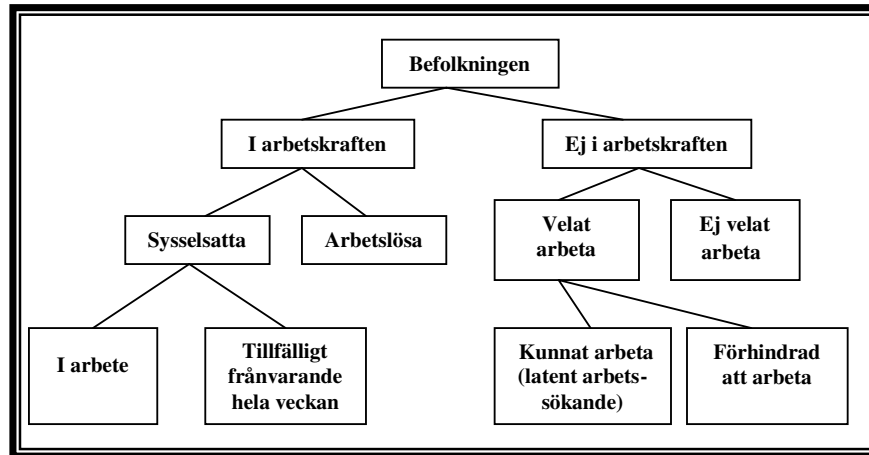 Befolkningen
I arbetskraften
Ej i arbetskraften
Sysselsatta
Arbetslösa
Velat
arbeta
Ej velat
arbeta
I arbete
Tillfälligt
frånvarande
hela veckan
Kunnat arbeta
(latent arbets-
sökande)
Förhindrad
att arbeta